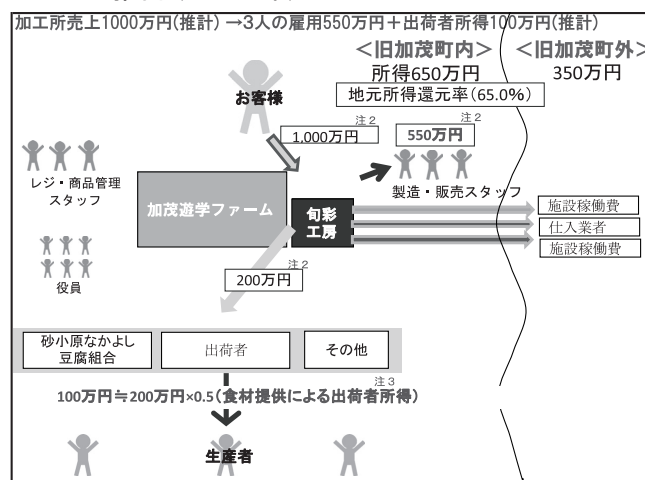 加工所売上1000万円(推計) →3人の雇用550万円＋出荷者所得100万円(推計)
＜旧加茂町内＞
＜旧加茂町外＞
所得650万円
350万円
地元所得還元率(65.0%)
お客様
注２
1,000万円
注２
550万円
レジ・商品管理
スタッフ
製造・販売スタッフ
加茂遊学ファーム
旬彩
工房
施設稼働費
仕入業者
施設稼働費
注２
200万円
役員
砂小原なかよし
豆腐組合
出荷者
その他
注３
100万円≒200万円×0.5(食材提供による出荷者所得)
生産者